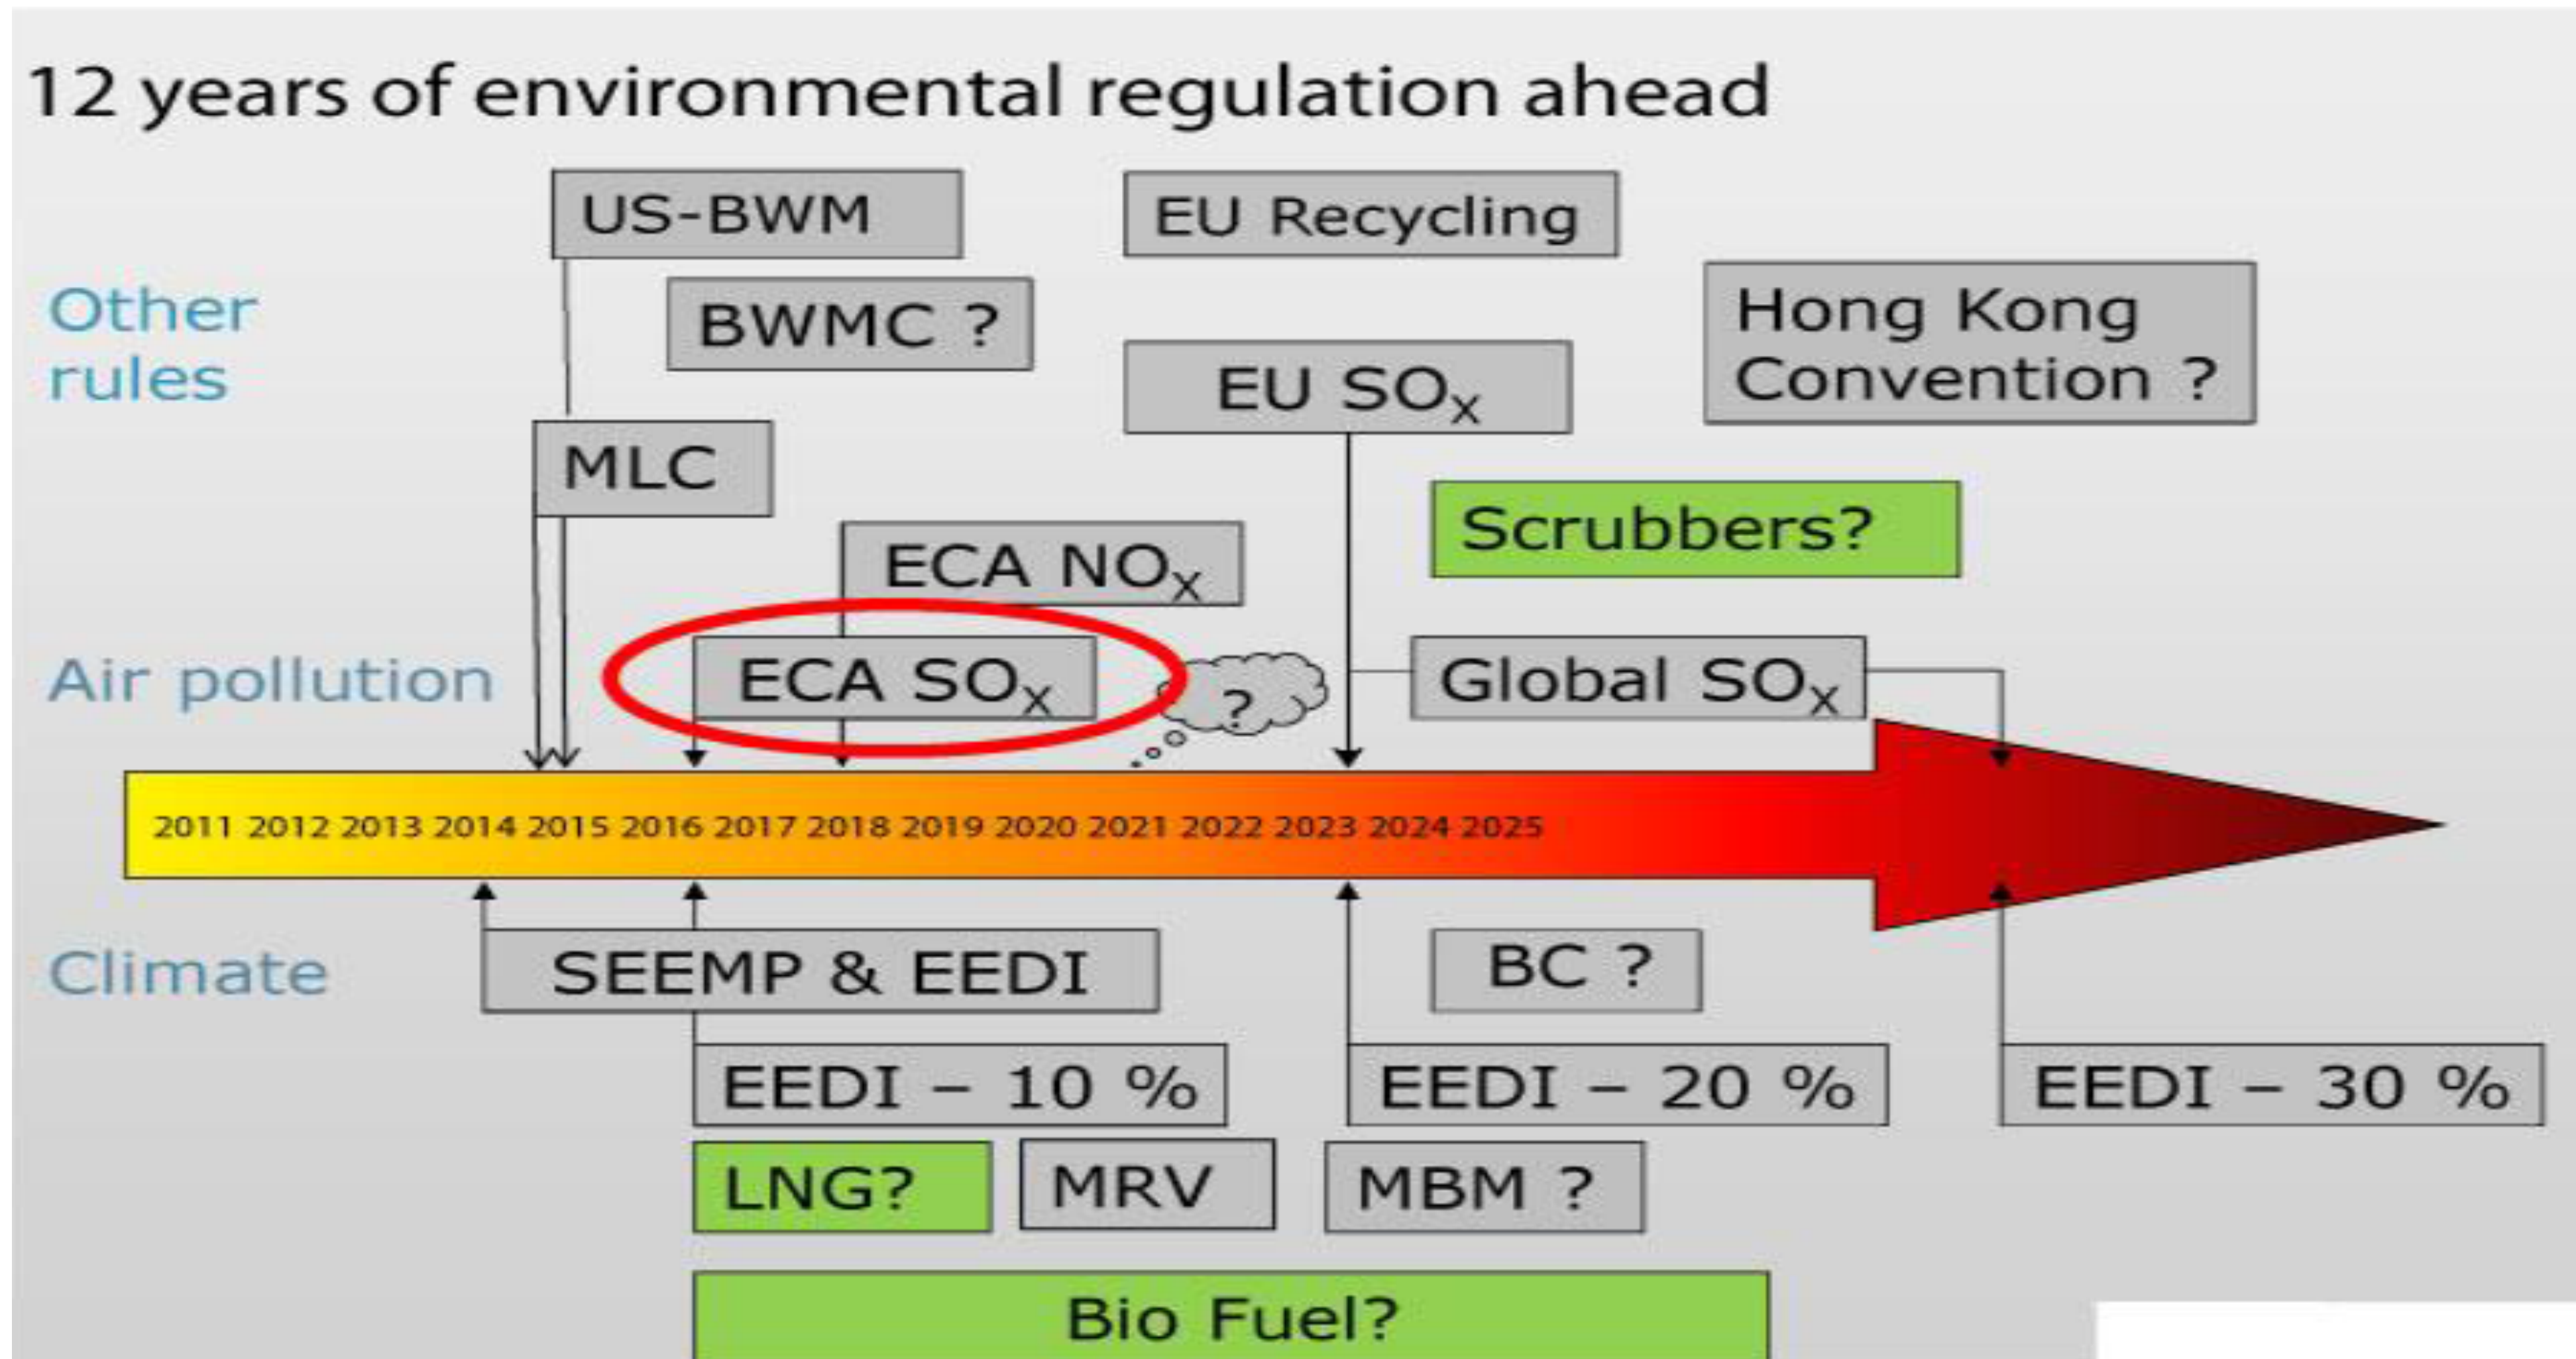 12 years of environmental regulation ahead
US-BWM
EU Recycling
Other
rules
BWMC ?
Hong Kong
Convention ?
EU SOX
MLC
Scrubbers?
ECA NOX
Air pollution
ECA SOX
?
Global SOX
2011 2012 2013 2014 2015 2016 2017 2018 2019 2020 2021 2022 2023 2024 2025
Climate
SEEMP & EEDI
BC ?
EEDI – 10 %
EEDI – 20 %
EEDI – 30 %
LNG?
MRV
MBM ?
Bio Fuel?